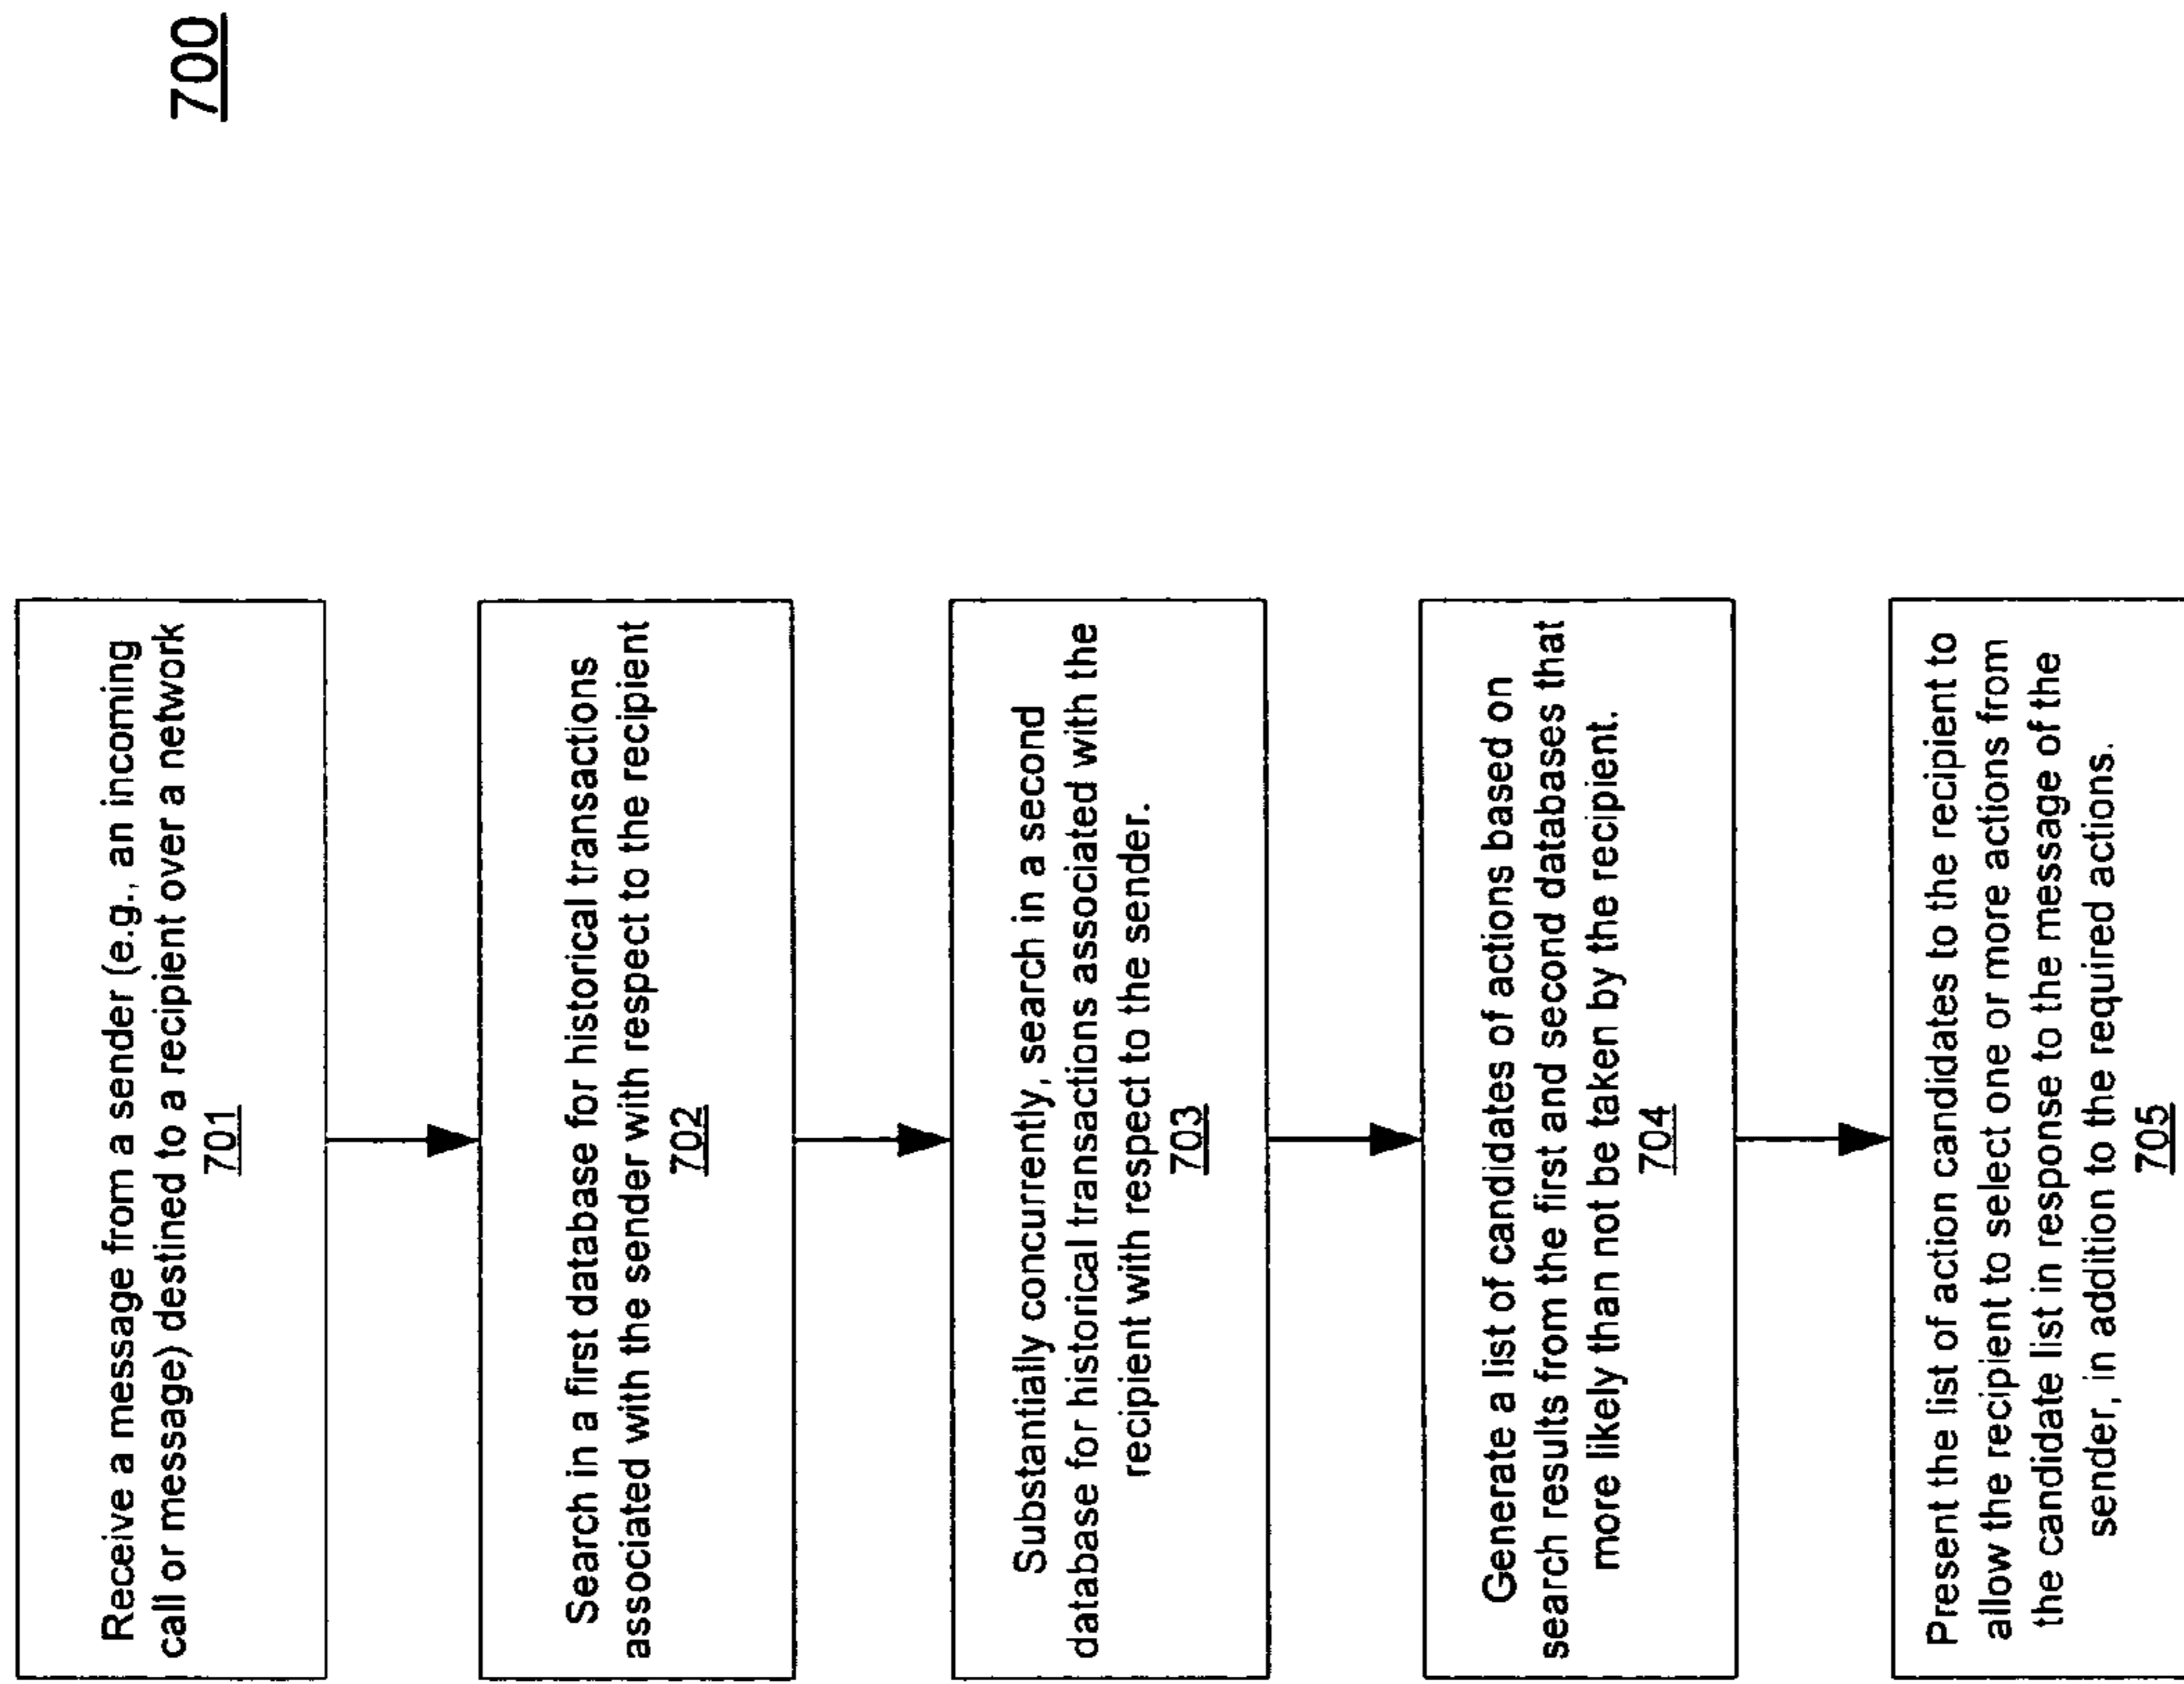 700
Receive a message from a sender (e.g., an incoming
call or message) destined to a recipient over a network
701
Search in a first database for historical transactions
associated with the sender with respect to the recipient
702
Substantially concurrently, search in a second
database for historical transactions associated with the
recipient with respect to the sender.
703
Generate a list of candidates of actions based on
search results from the first and second databases that
more likely than not be taken by the recipient.
704
Present the list of action candidates to the recipient to
allow the recipient to select one or more actions from
the candidate list in response to the message of the
sender, in addition to the required actions.
705